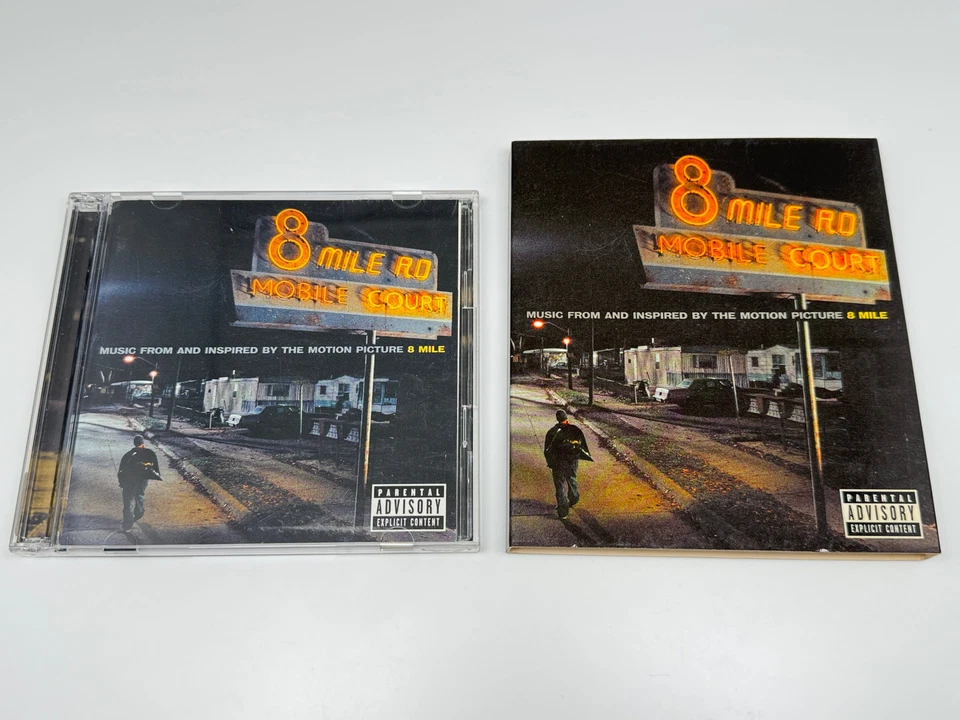 8 MILE RD
MOBILE COURT
MUSIC FROM AND INSPIRED BY THE MOTION PICTURE 8 MILE
PARENTAL
ADVISORY
EXPLICIT CONTENT
8 MILE RD
MOBILE COURT
MUSIC FROM AND INSPIRED BY THE MOTION PICTURE 8 MILE
PARENTAL
ADVISORY
EXPLICIT CONTENT